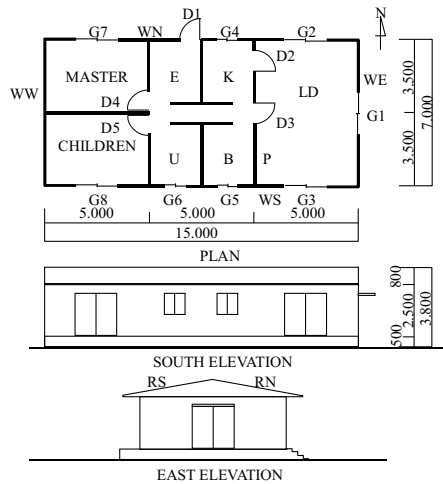 D1 N
G7 WN G4 G2
D2
MASTER E K LD WE
WW D4 G1
D5 D3
CHILDREN
U B P
3.500 3.500
7.000
G8 G6 G5 WS G3
5.000 5.000 5.000
15.000
PLAN
800
2.500
500
3.800
SOUTH ELEVATION
RS RN
EAST ELEVATION